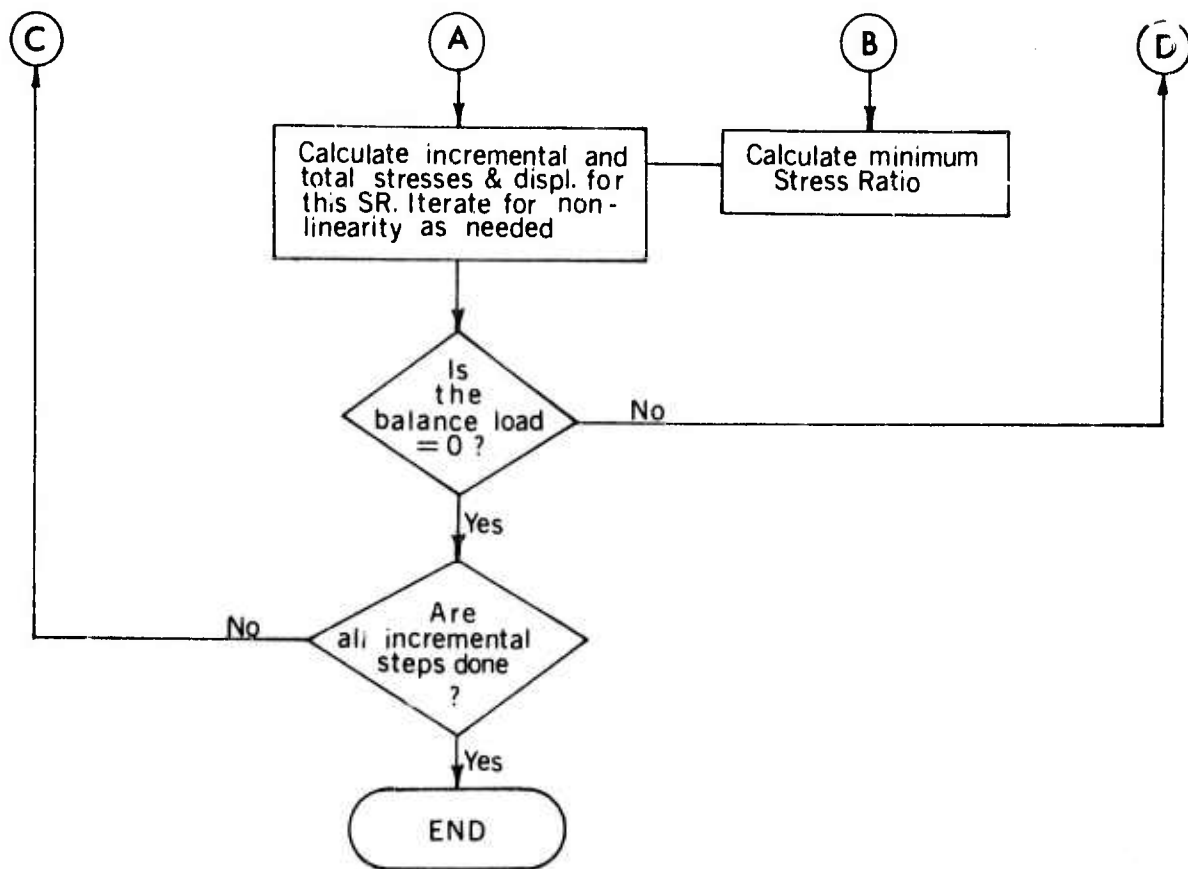 C
A
B
D
Calculate incremental and
total stresses & displ. for
this SR. Iterate for non-
linearity as needed
Calculate minimum
Stress Ratio
Is
the
balance load
= 0 ?
No
Yes
Are
all incremental
steps done
?
No
Yes
END